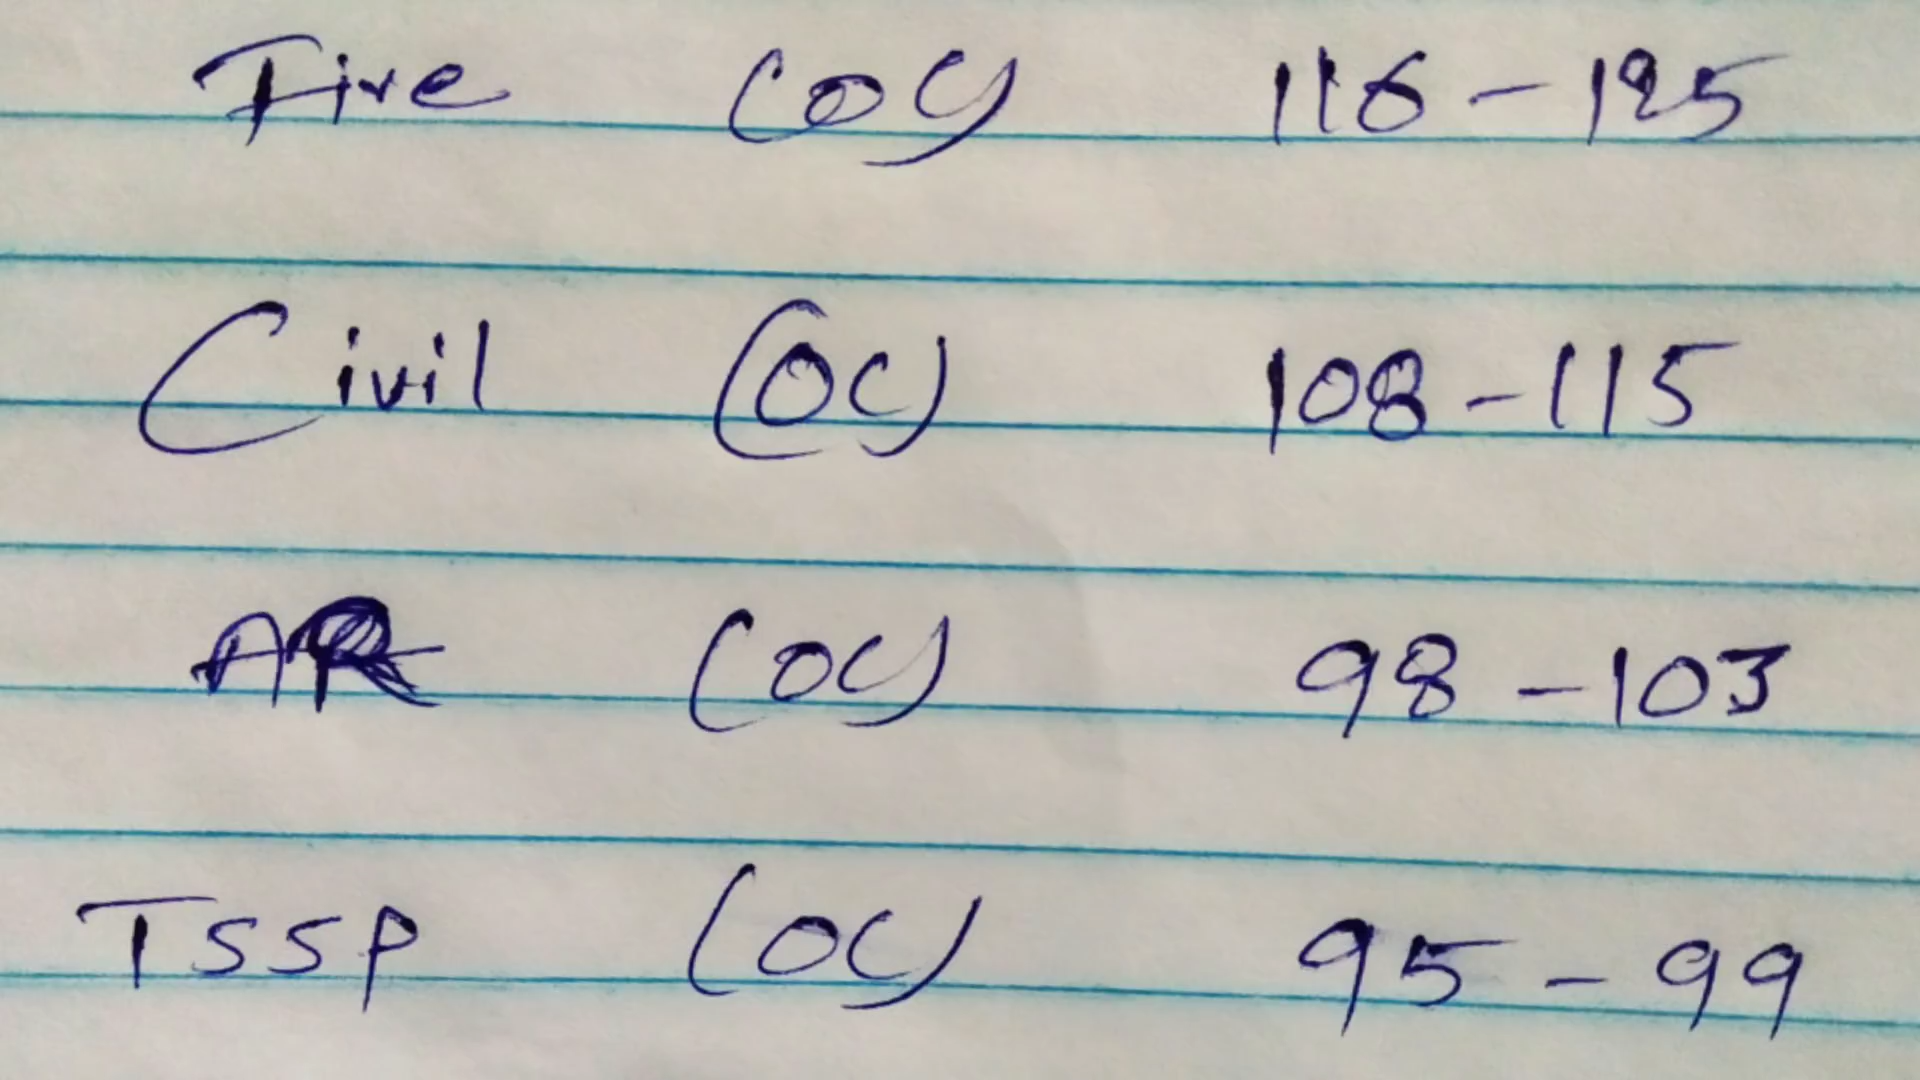 Fire (OC) 116-125
Civil (OC) 108-115
AR (OC) 98-103
TSSP (OC) 95-99